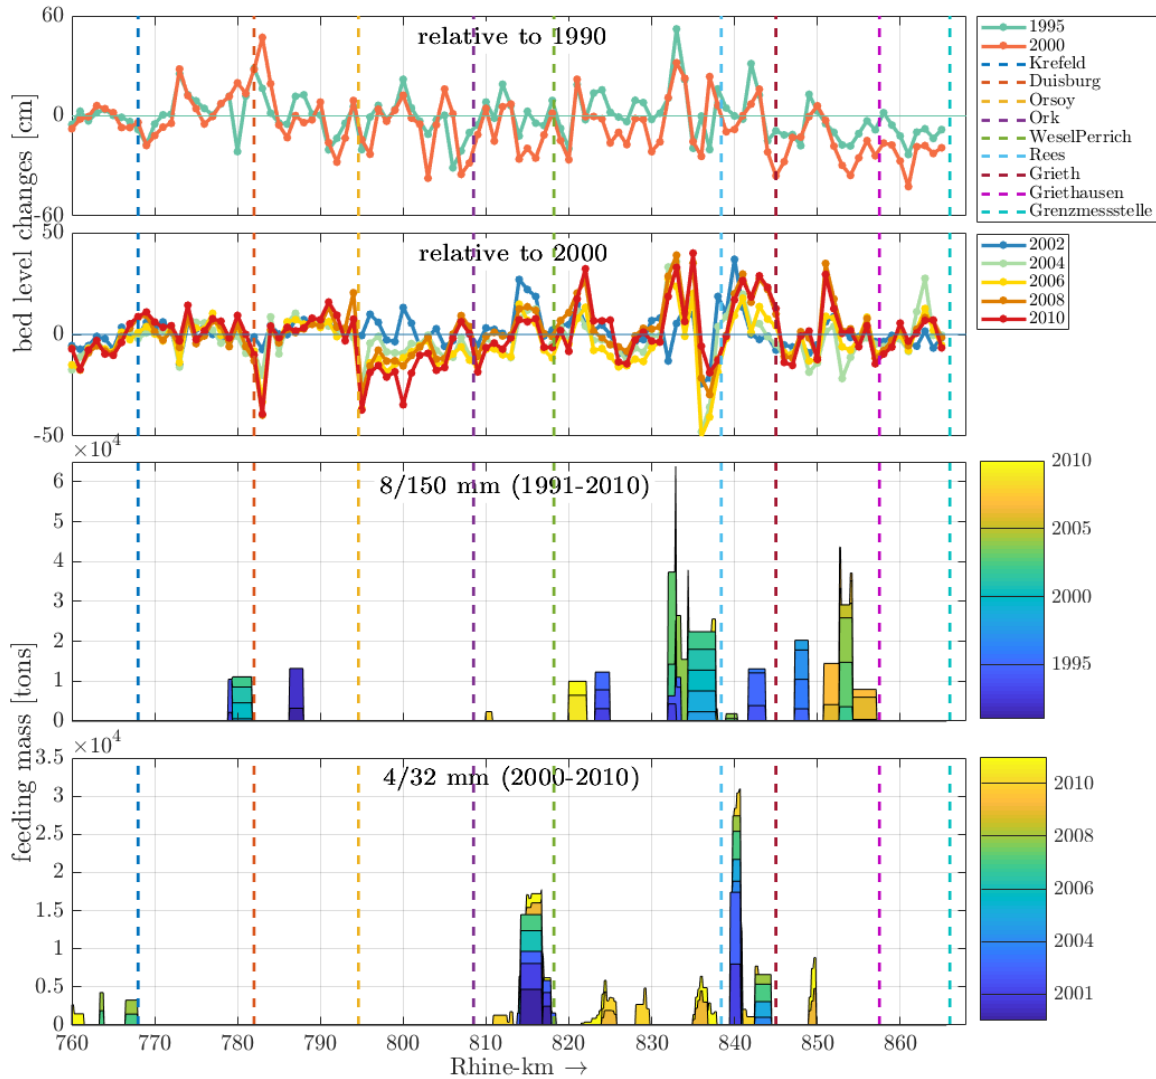 60
0
-60
relative to 1990
1995
2000
Krefeld
Duisburg
Orsoy
Ork
WeselPerrich
Rees
Grieth
Griethausen
Grenzmessstelle
bed level changes [cm]
50
0
-50
relative to 2000
2002
2004
2006
2008
2010
×10⁴
6
5
4
3
2
1
0
8/150 mm (1991-2010)
2010
2005
2000
1995
feeding mass [tons]
×10⁴
3.5
3
2.5
2
1.5
1
0.5
0
4/32 mm (2000-2010)
2010
2008
2006
2004
2001
760 770 780 790 800 810 820 830 840 850 860
Rhine-km →